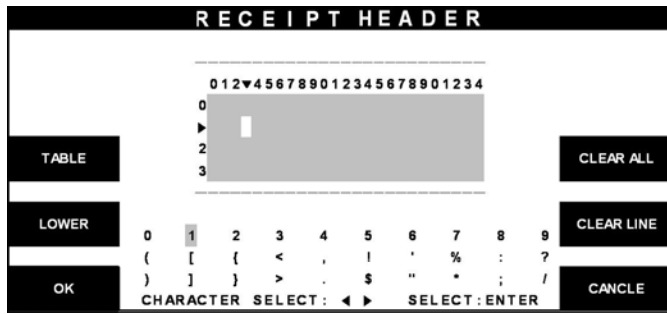 RECEIPT HEADER
012▼456789012345678901234
0
▶
2
3
TABLE
CLEAR ALL
LOWER
CLEAR LINE
0 1 2 3 4 5 6 7 8 9
( [ { < , ! ' % : ?
) ] } > . $ " * ; /
OK
CANCLE
CHARACTER SELECT: ◀ ▶ SELECT:ENTER